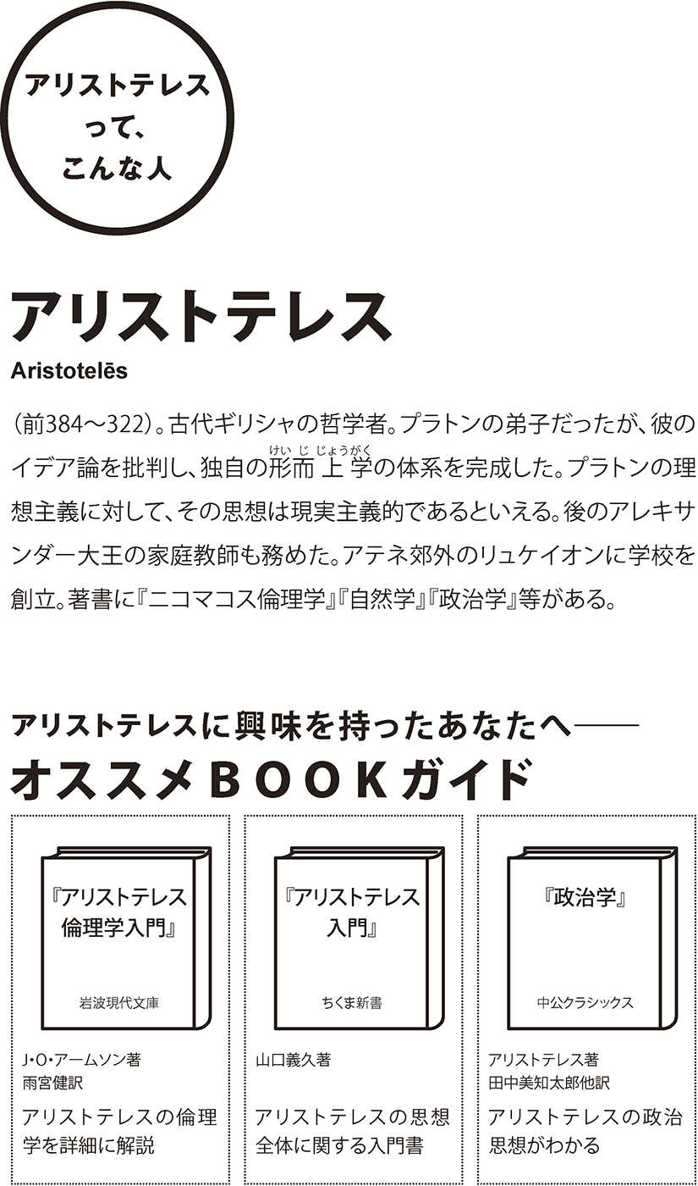 アリストテレス
って、
こんな人
アリストテレス
Aristotelēs
（前384〜322）。古代ギリシャの哲学者。プラトンの弟子だったが、彼の
イデア論を批判し、独自の形而上学の体系を完成した。プラトンの理
けいじじょうがく
想主義に対して、その思想は現実主義的であるといえる。後のアレキサ
ンダー大王の家庭教師も務めた。アテネ郊外のリュケイオンに学校を
創立。著書に『ニコマコス倫理学』『自然学』『政治学』等がある。
アリストテレスに興味を持ったあなたへ――
オススメBOOKガイド
『アリストテレス
倫理学入門』
岩波現代文庫
J・O・アームソン著
雨宮健訳
アリストテレスの倫理
学を詳細に解説
『アリストテレス
入門』
ちくま新書
山口義久著
アリストテレスの思想
全体に関する入門書
『政治学』
中公クラシックス
アリストテレス著
田中美知太郎他訳
アリストテレスの政治
思想がわかる